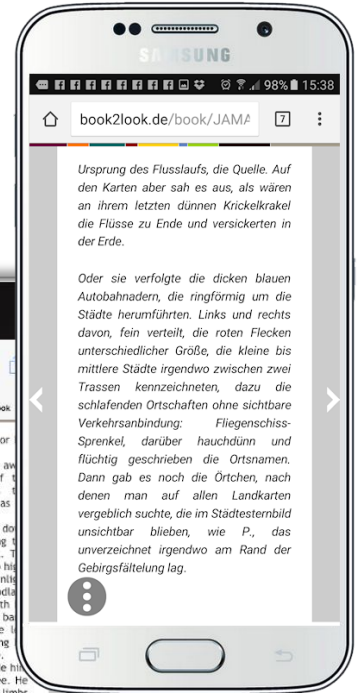 SAMSUNG
98% 15:38
book2look.de/book/JAMA
7
Ursprung des Flusslaufs, die Quelle. Auf
den Karten aber sah es aus, als wären
an ihrem letzten dünnen Krickelkrakel
die Flüsse zu Ende und versickerten in
der Erde.
Oder sie verfolgte die dicken blauen
Autobahnadern, die ringförmig um die
Städte herumführten. Links und rechts
davon, fein verteilt, die roten Flecken
unterschiedlicher Größe, die kleine bis
mittlere Städte irgendwo zwischen zwei
Trassen kennzeichneten, dazu die
schlafenden Ortschaften ohne sichtbare
Verkehrsanbindung: Fliegenschiss-
Sprenkel, darüber hauchdünn und
flüchtig geschrieben die Ortsnamen.
Dann gab es noch die Örtchen, nach
denen man auf allen Landkarten
vergeblich suchte, die im Städtesternbild
unsichtbar blieben, wie P., das
unverzeichnet irgendwo am Rand der
Gebirgsfältelung lag.